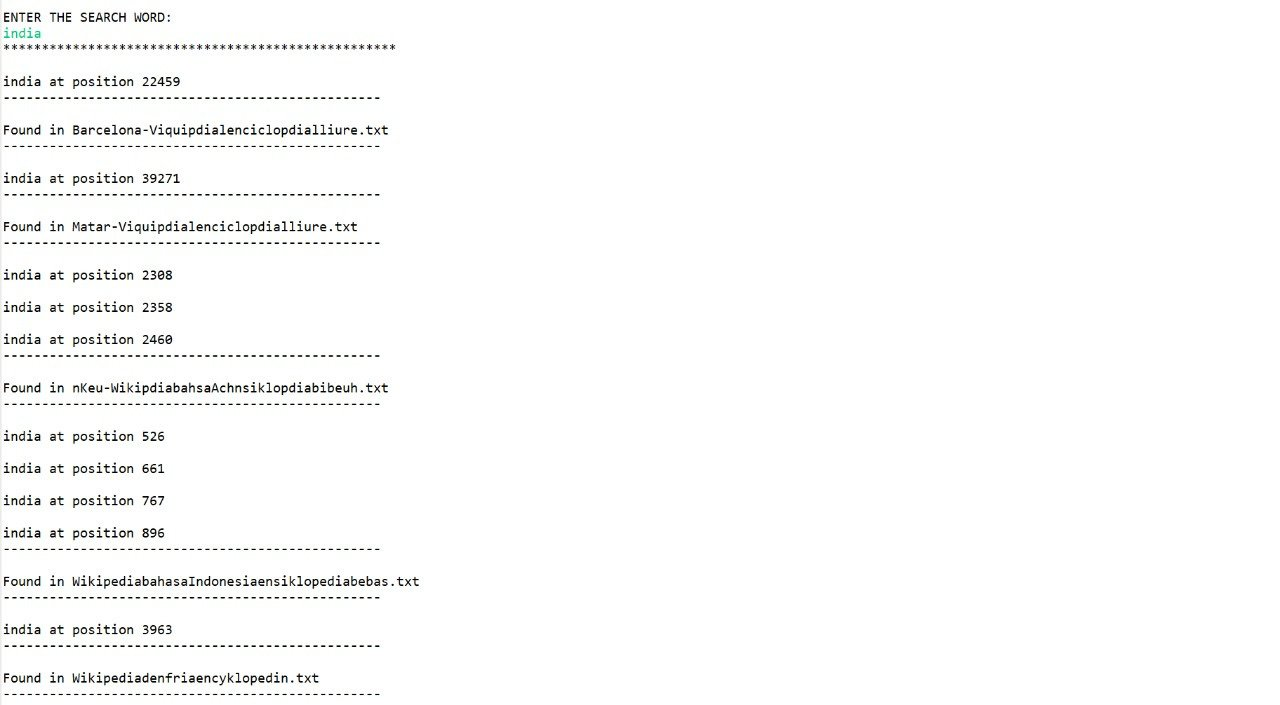 ENTER THE SEARCH WORD:
india
***************************************************
india at position 22459
-------------------------------------------------
Found in Barcelona-Viquipdialenciclopdialliure.txt
-------------------------------------------------
india at position 39271
-------------------------------------------------
Found in Matar-Viquipdialenciclopdialliure.txt
-------------------------------------------------
india at position 2308
india at position 2358
india at position 2460
-------------------------------------------------
Found in nKeu-WikipdiabahsaAchnsiklopdiabibeuh.txt
-------------------------------------------------
india at position 526
india at position 661
india at position 767
india at position 896
-------------------------------------------------
Found in WikipediabahasaIndonesiaensiklopediabebas.txt
-------------------------------------------------
india at position 3963
-------------------------------------------------
Found in Wikipediadenfriaencyklopedin.txt
-------------------------------------------------